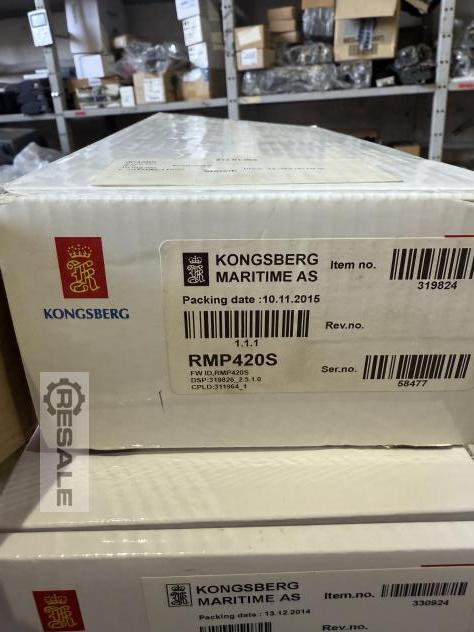 KONGSBERG
KONGSBERG
MARITIME AS
Item no.
319824
Packing date :10.11.2015
1.1.1
Rev.no.
RMP420S
FW ID,RMP420S
DSP:319826_2.5.1.0
CPLD:311964_1
Ser.no.
58477
RESALE
KONGSBERG
MARITIME AS
Item.no.
330924
Packing date : 13.12.2014
Rev.no.